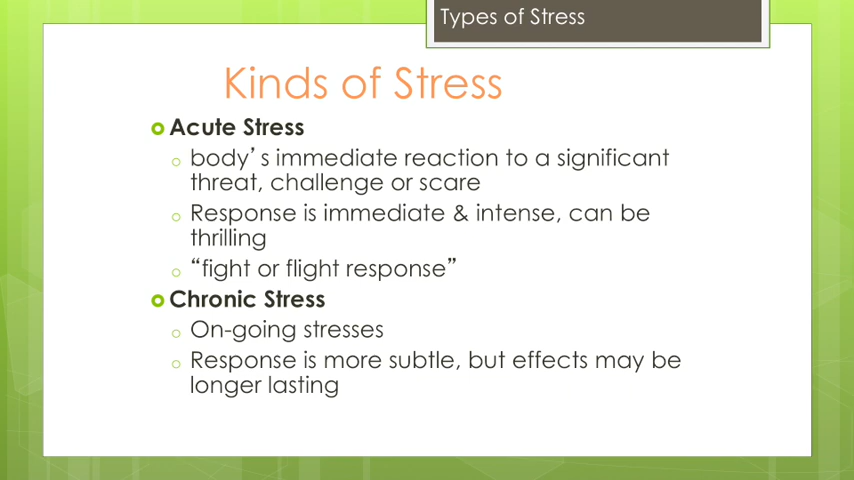 Types of Stress
Kinds of Stress
Acute Stress
body’s immediate reaction to a significant
threat, challenge or scare
Response is immediate & intense, can be
thrilling
“fight or flight response”
Chronic Stress
On-going stresses
Response is more subtle, but effects may be
longer lasting